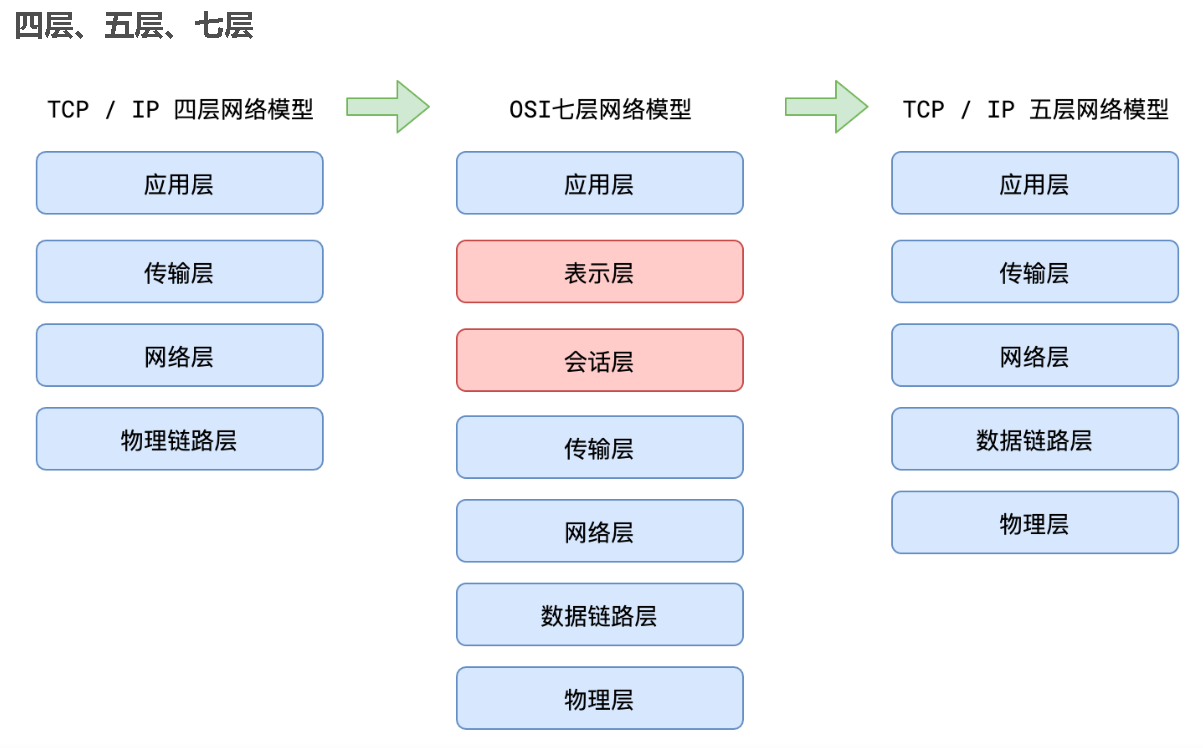 四层、五层、七层
TCP / IP 四层网络模型
应用层
传输层
网络层
物理链路层
OSI七层网络模型
应用层
表示层
会话层
传输层
网络层
数据链路层
物理层
TCP / IP 五层网络模型
应用层
传输层
网络层
数据链路层
物理层